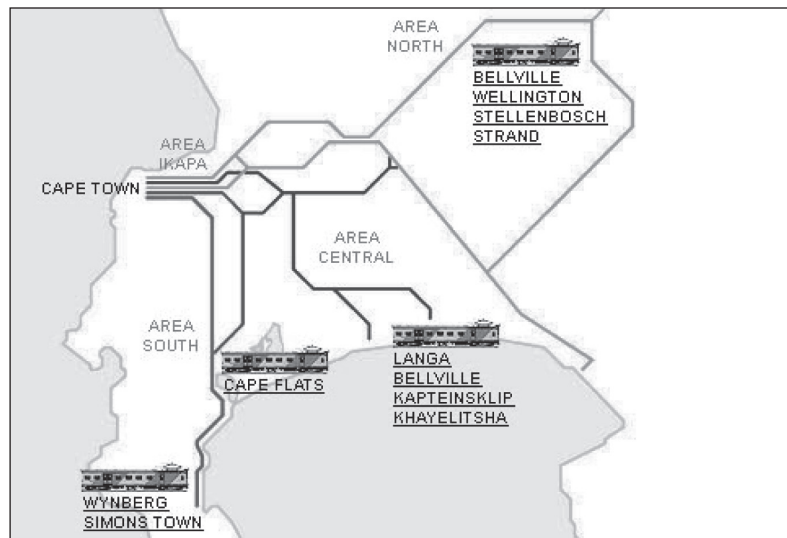 AREA
NORTH
BELLVILLE
WELLINGTON
STELLENBOSCH
STRAND
AREA
IKAPA
CAPE TOWN
AREA
CENTRAL
AREA
SOUTH
CAPE FLATS
LANGA
BELLVILLE
KAPTEINSKLIP
KHAYELITSHA
WYNBERG
SIMONS TOWN